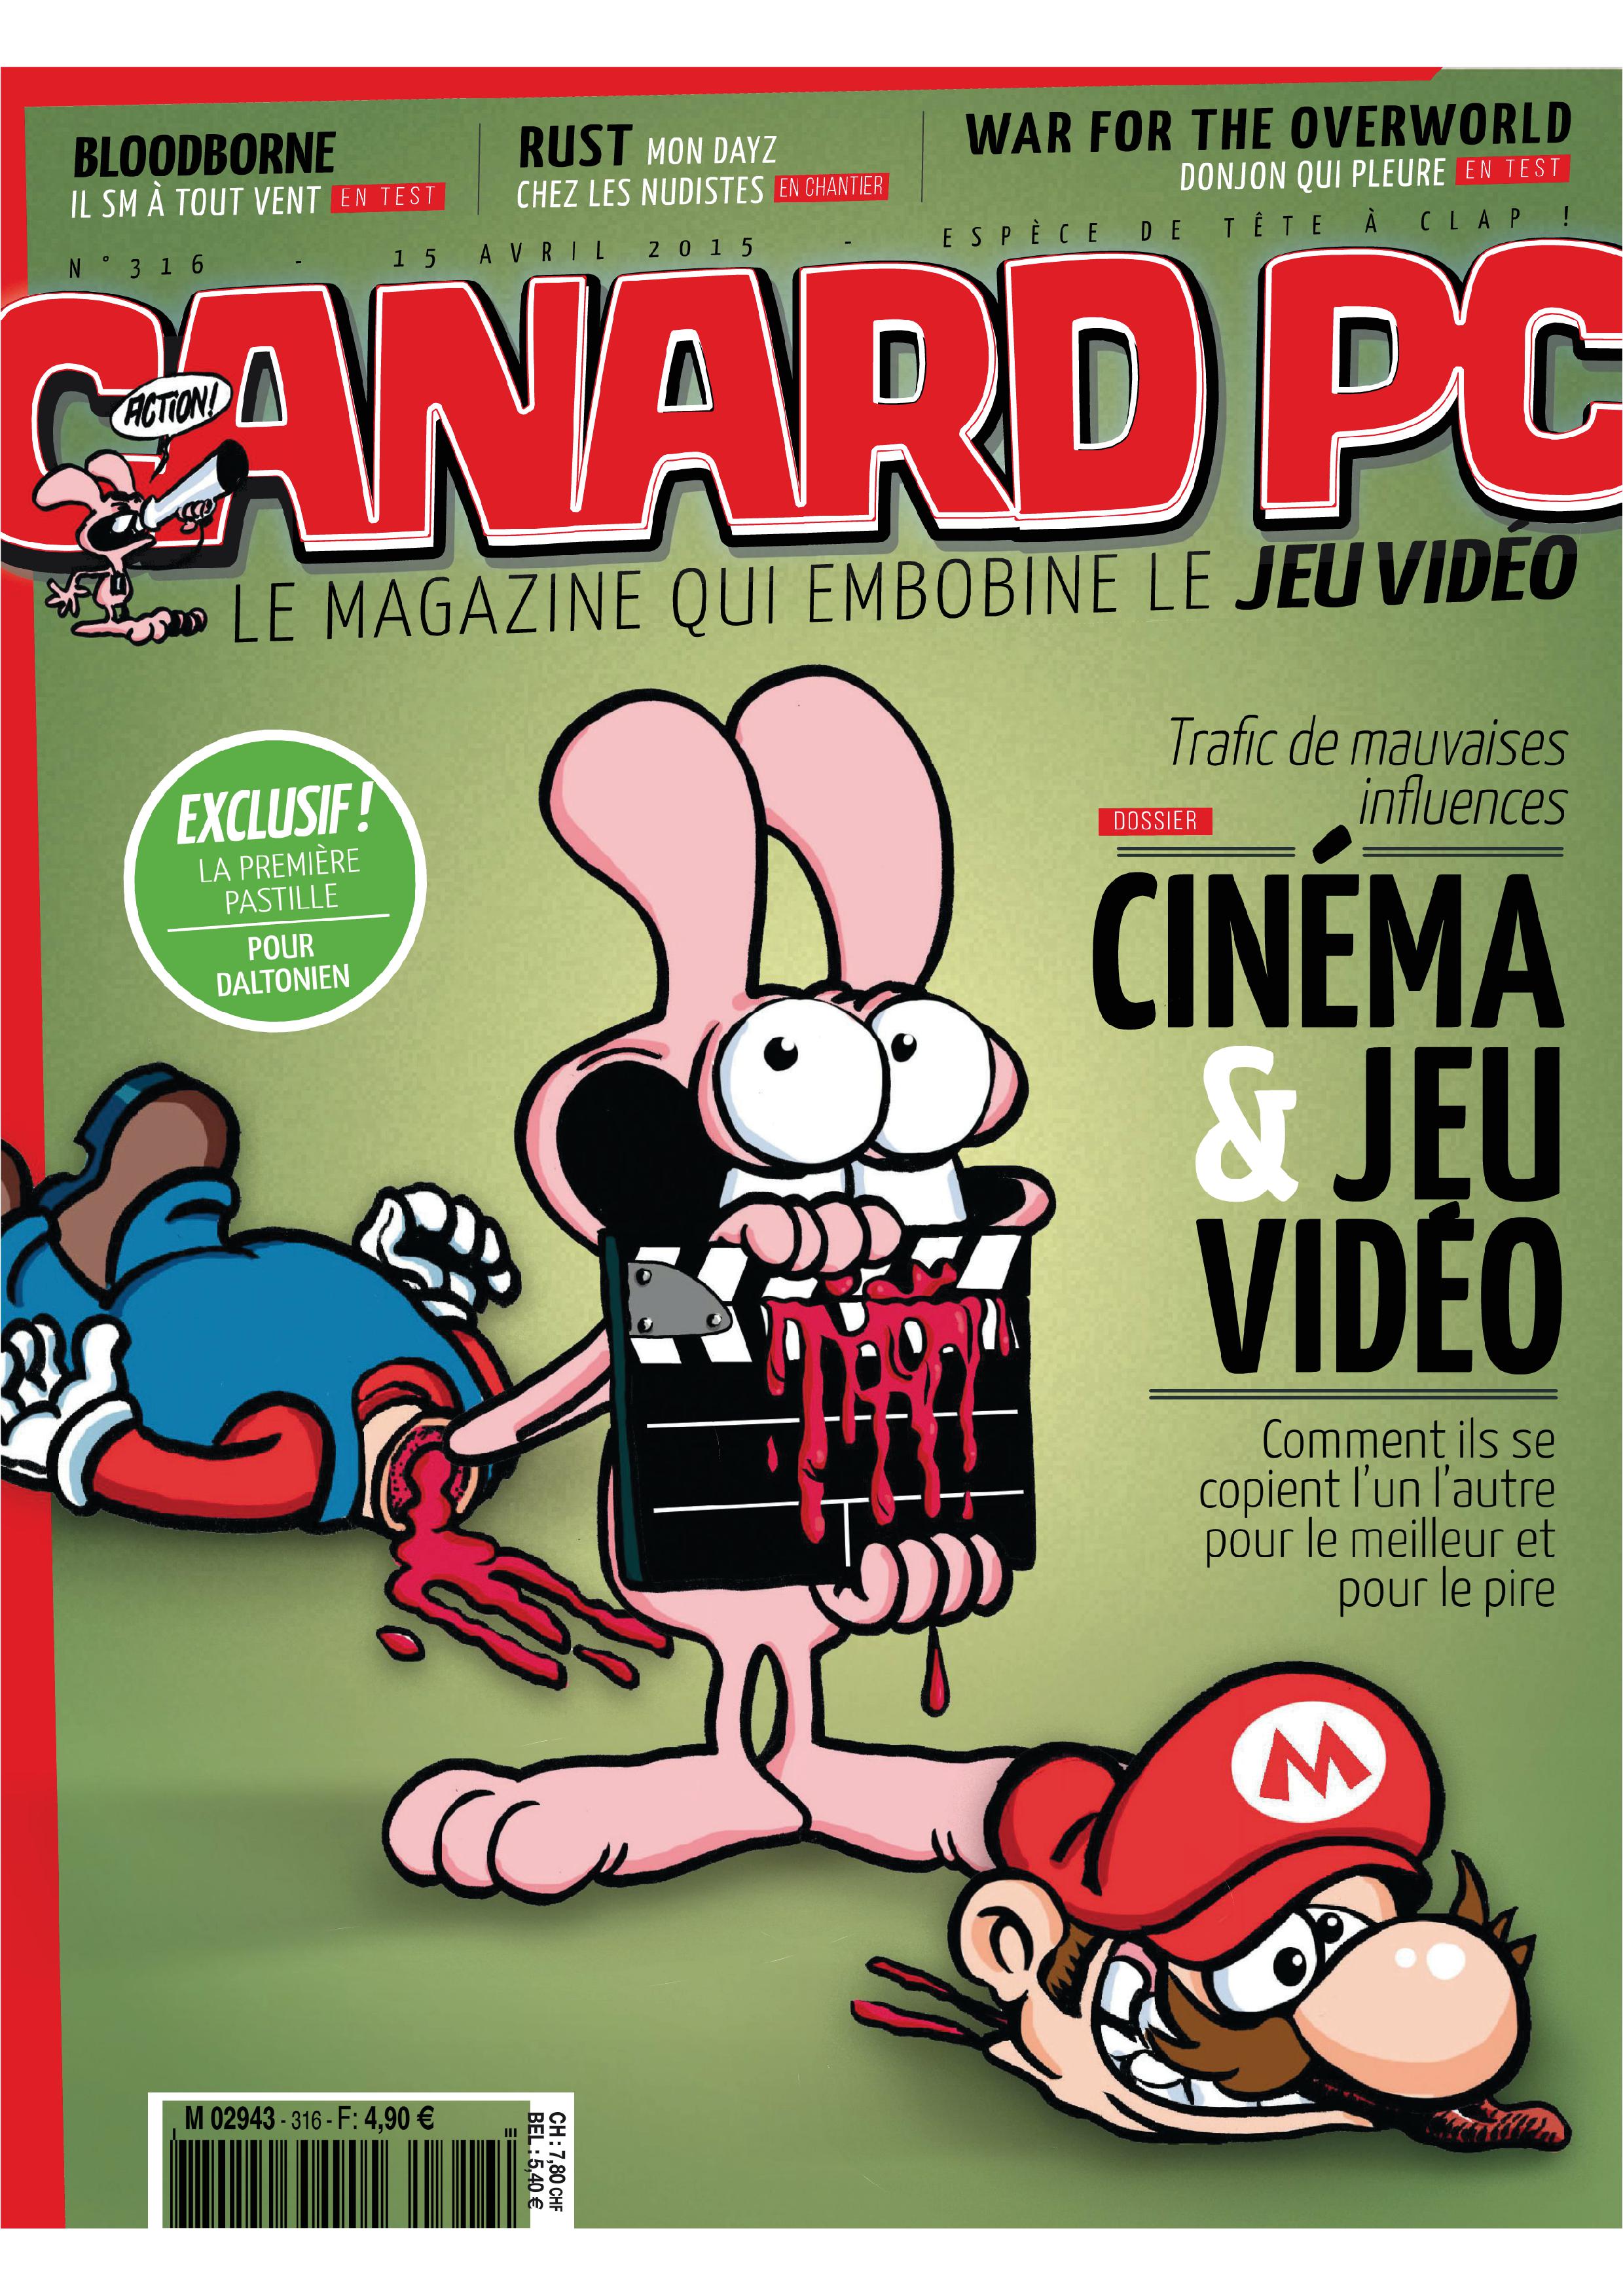 BLOODBORNE
IL SM À TOUT VENT EN TEST
RUST MON DAYZ
CHEZ LES NUDISTES EN CHANTIER
WAR FOR THE OVERWORLD
DONJON QUI PLEURE EN TEST
N°316 - 15 AVRIL 2015 - ESPÈCE DE TÊTE À CLAP !
CANARD PC
ACTION!
LE MAGAZINE QUI EMBOBINE LE JEU VIDÉO
EXCLUSIF !
LA PREMIÈRE
PASTILLE
POUR
DALTONIEN
Trafic de mauvaises
influences
DOSSIER
CINÉMA
& JEU
VIDÉO
Comment ils se
copient l'un l'autre
pour le meilleur et
pour le pire
M
M 02943 - 316 - F: 4,90 €
CH : 7,80 CHF
BEL : 5,40 €